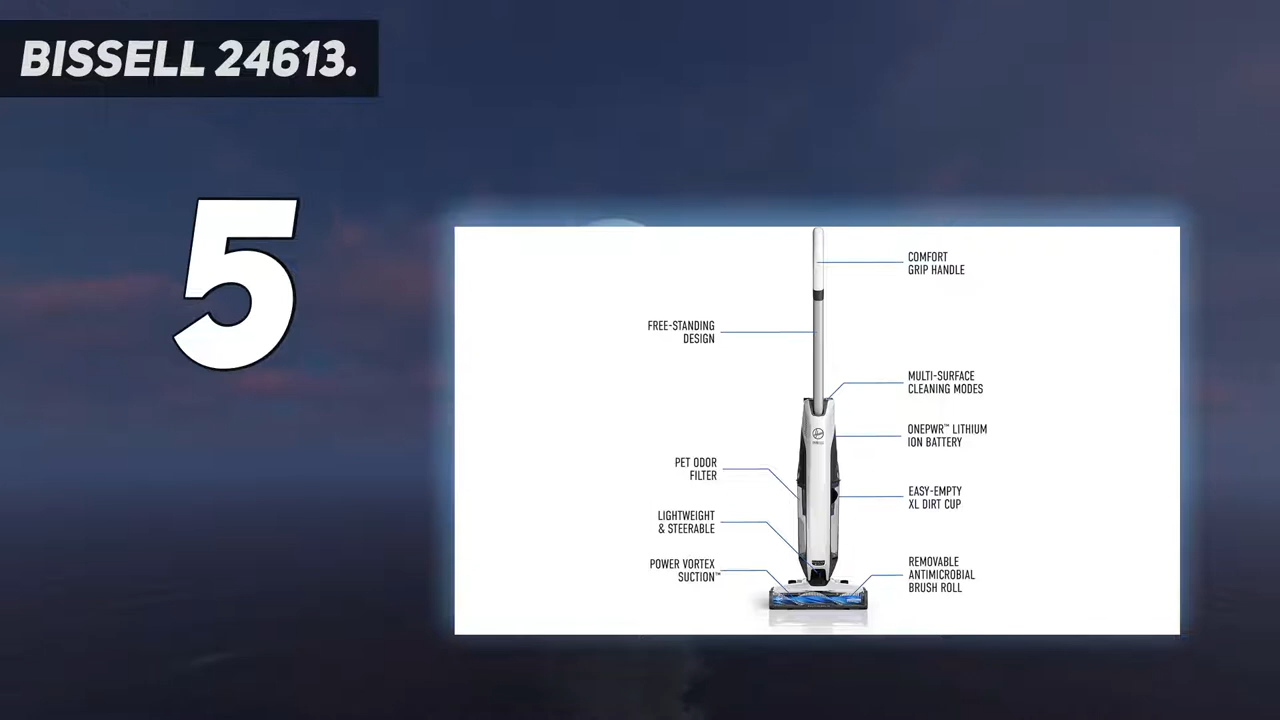 BISSELL 24613.
5
COMFORT
GRIP HANDLE
FREE-STANDING
DESIGN
MULTI-SURFACE
CLEANING MODES
ONEPWR™ LITHIUM
ION BATTERY
PET ODOR
FILTER
EASY-EMPTY
XL DIRT CUP
LIGHTWEIGHT
& STEERABLE
POWER VORTEX
SUCTION™
REMOVABLE
ANTIMICROBIAL
BRUSH ROLL